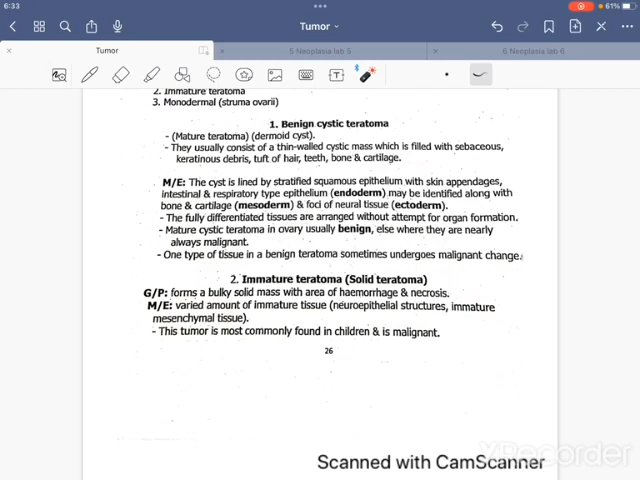 6:33
61%
Tumor
Tumor
5 Neoplasia lab 5
6 Neoplasia lab 6
2. Immature teratoma
3. Monodermal (struma ovarii)
1. Benign cystic teratoma
- (Mature teratoma) (dermoid cyst).
- They usually consist of a thin-walled cystic mass which is filled with sebaceous,
keratinous debris, tuft of hair, teeth, bone & cartilage.
M/E: The cyst is lined by stratified squamous epithelium with skin appendages,
intestinal & respiratory type epithelium (endoderm) may be identified along with
bone & cartilage (mesoderm) & foci of neural tissue (ectoderm).
- The fully differentiated tissues are arranged without attempt for organ formation.
- Mature cystic teratoma in ovary usually benign, else where they are nearly
always malignant.
- One type of tissue in a benign teratoma sometimes undergoes malignant change.
2. Immature teratoma (Solid teratoma)
G/P: forms a bulky solid mass with area of haemorrhage & necrosis.
M/E: varied amount of immature tissue (neuroepithelial structures, immature
mesenchymal tissue).
- This tumor is most commonly found in children & is malignant.
26
XRecorder
Scanned with CamScanner